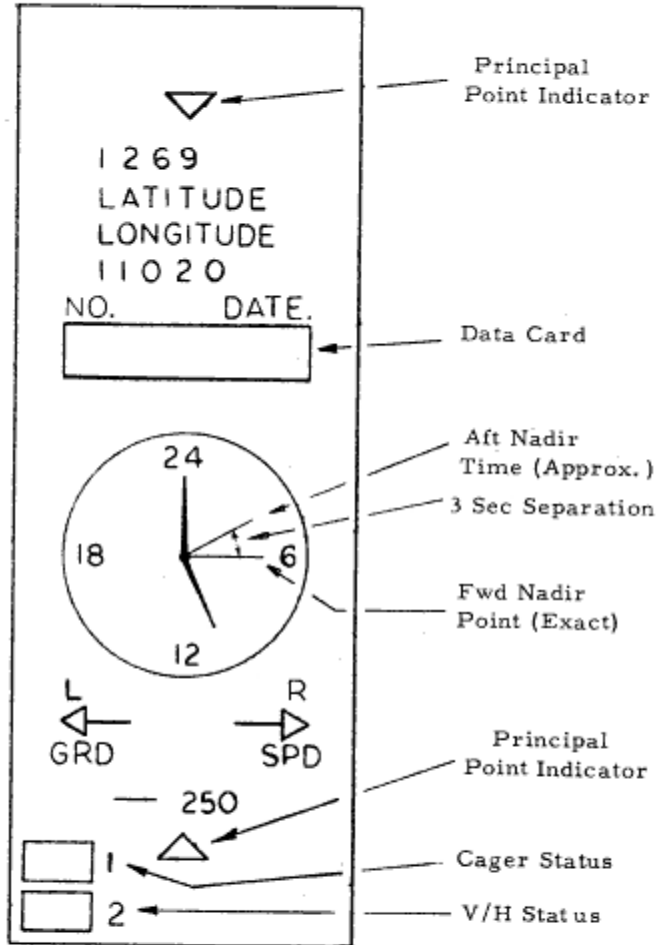 Principal
Point Indicator
1269
LATITUDE
LONGITUDE
11020
NO. DATE.
Data Card
24
18
6
12
Aft Nadir
Time (Approx.)
3 Sec Separation
Fwd Nadir
Point (Exact)
L R
GRD SPD
— 250
Principal
Point Indicator
1
Cager Status
2
V/H Status